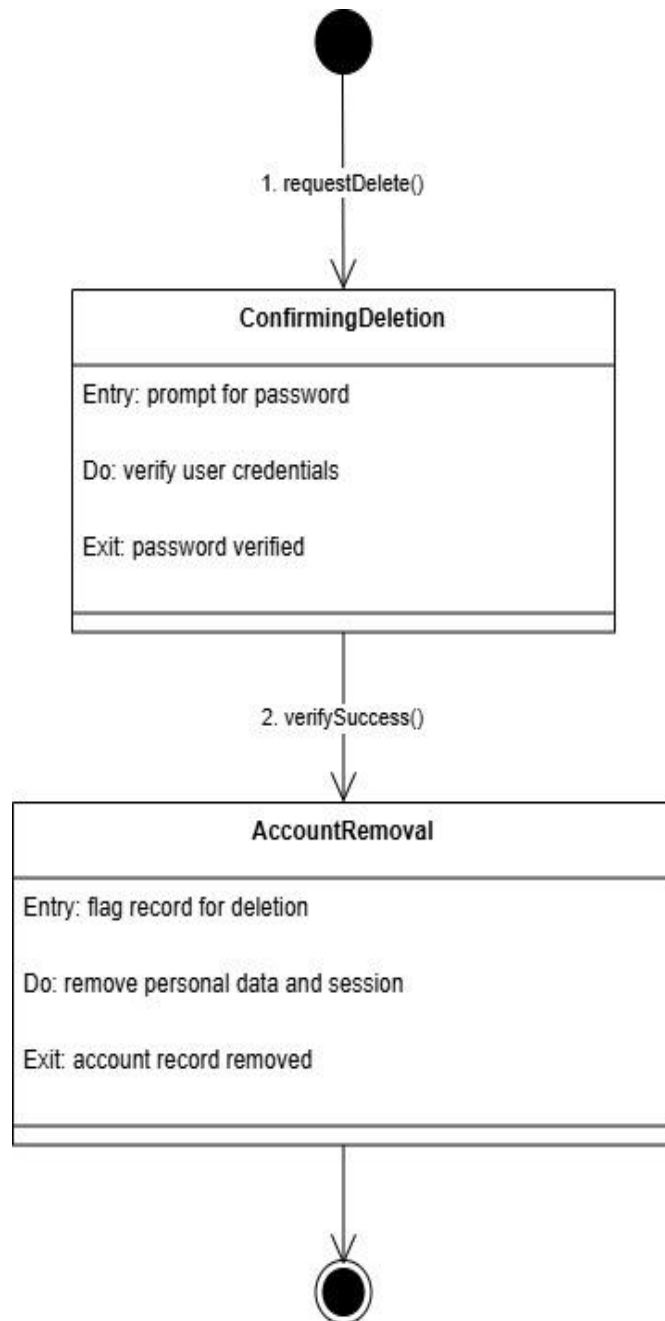 1. requestDelete()
ConfirmingDeletion
Entry: prompt for password
Do: verify user credentials
Exit: password verified
2. verifySuccess()
AccountRemoval
Entry: flag record for deletion
Do: remove personal data and session
Exit: account record removed